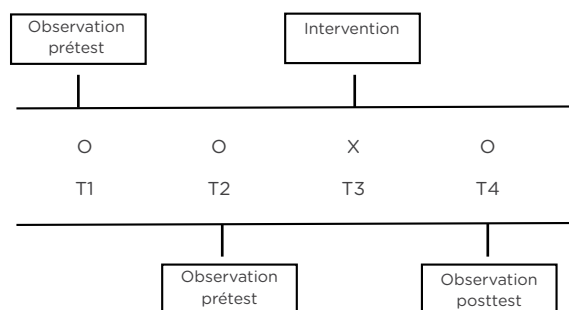 Observation
prétest
Intervention
O O X O
T1 T2 T3 T4
Observation
prétest
Observation
posttest